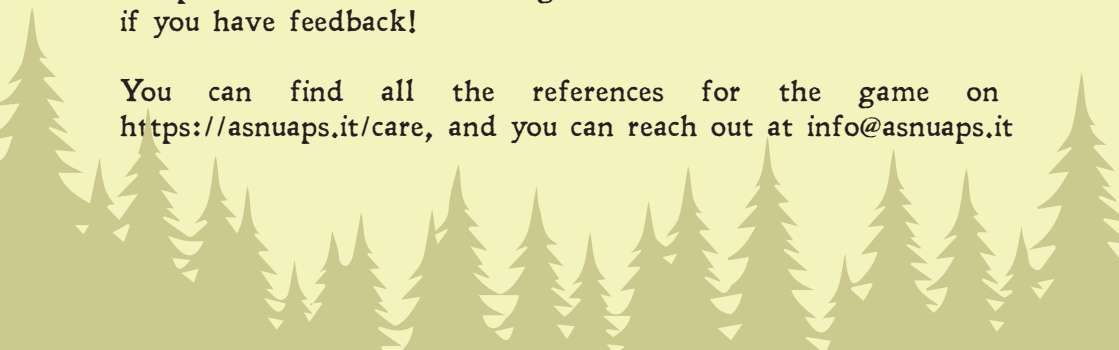 if you have feedback!
You can find all the references for the game on
https://asnuaps.it/care, and you can reach out at info@asnuaps.it